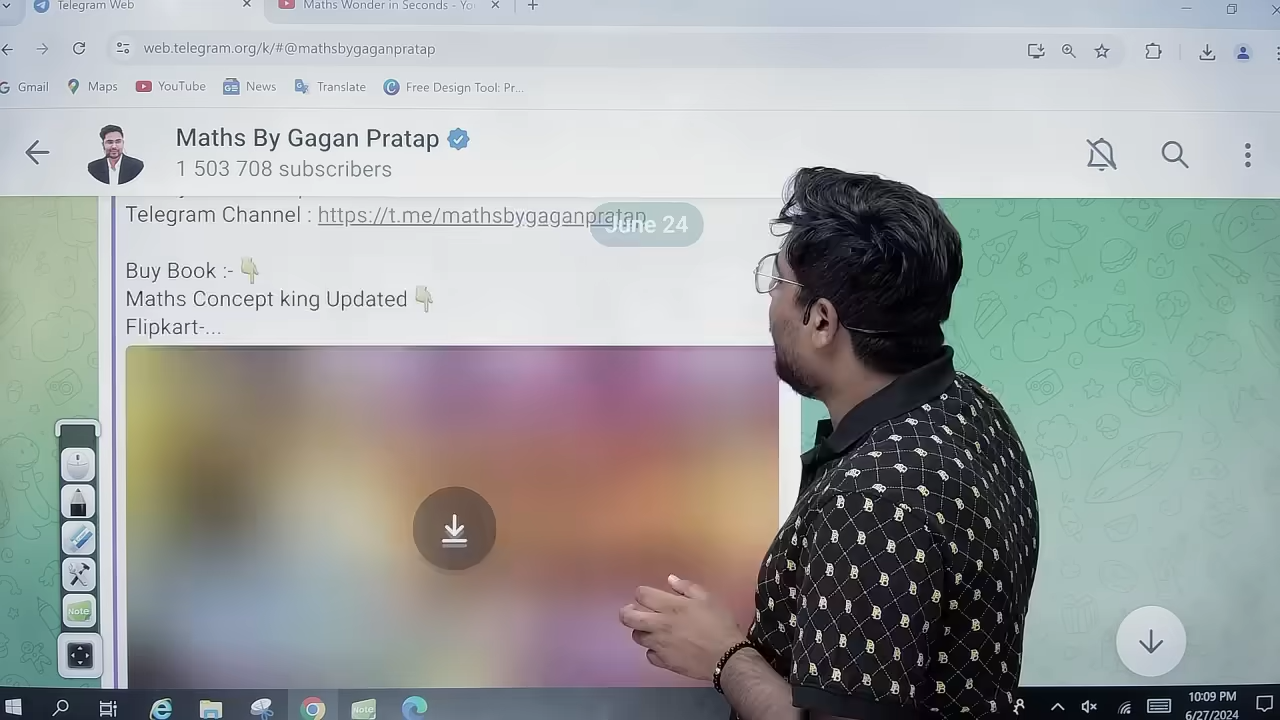 Telegram Web
Maths Wonder in Seconds - Yo
web.telegram.org/k/#@mathsbygaganpratap
Gmail
Maps
YouTube
News
Translate
Free Design Tool: Pr...
Maths By Gagan Pratap
1 503 708 subscribers
Telegram Channel : https://t.me/mathsbygaganpratap
June 24
Buy Book :- 👇
Maths Concept king Updated 👇
Flipkart-...
Note
Note
10:09 PM
6/27/2024